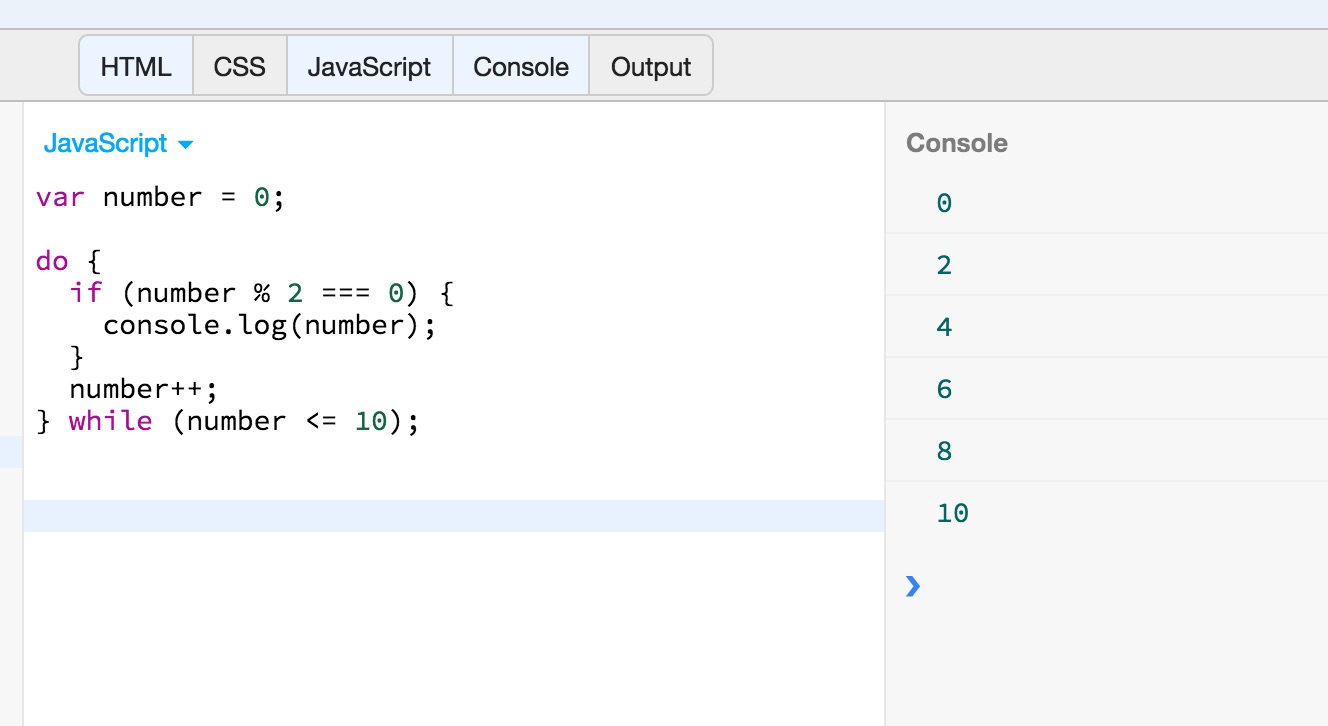 HTML CSS JavaScript Console Output
JavaScript
var number = 0;
do {
  if (number % 2 === 0) {
    console.log(number);
  }
  number++;
} while (number <= 10);
Console
0
2
4
6
8
10
❯